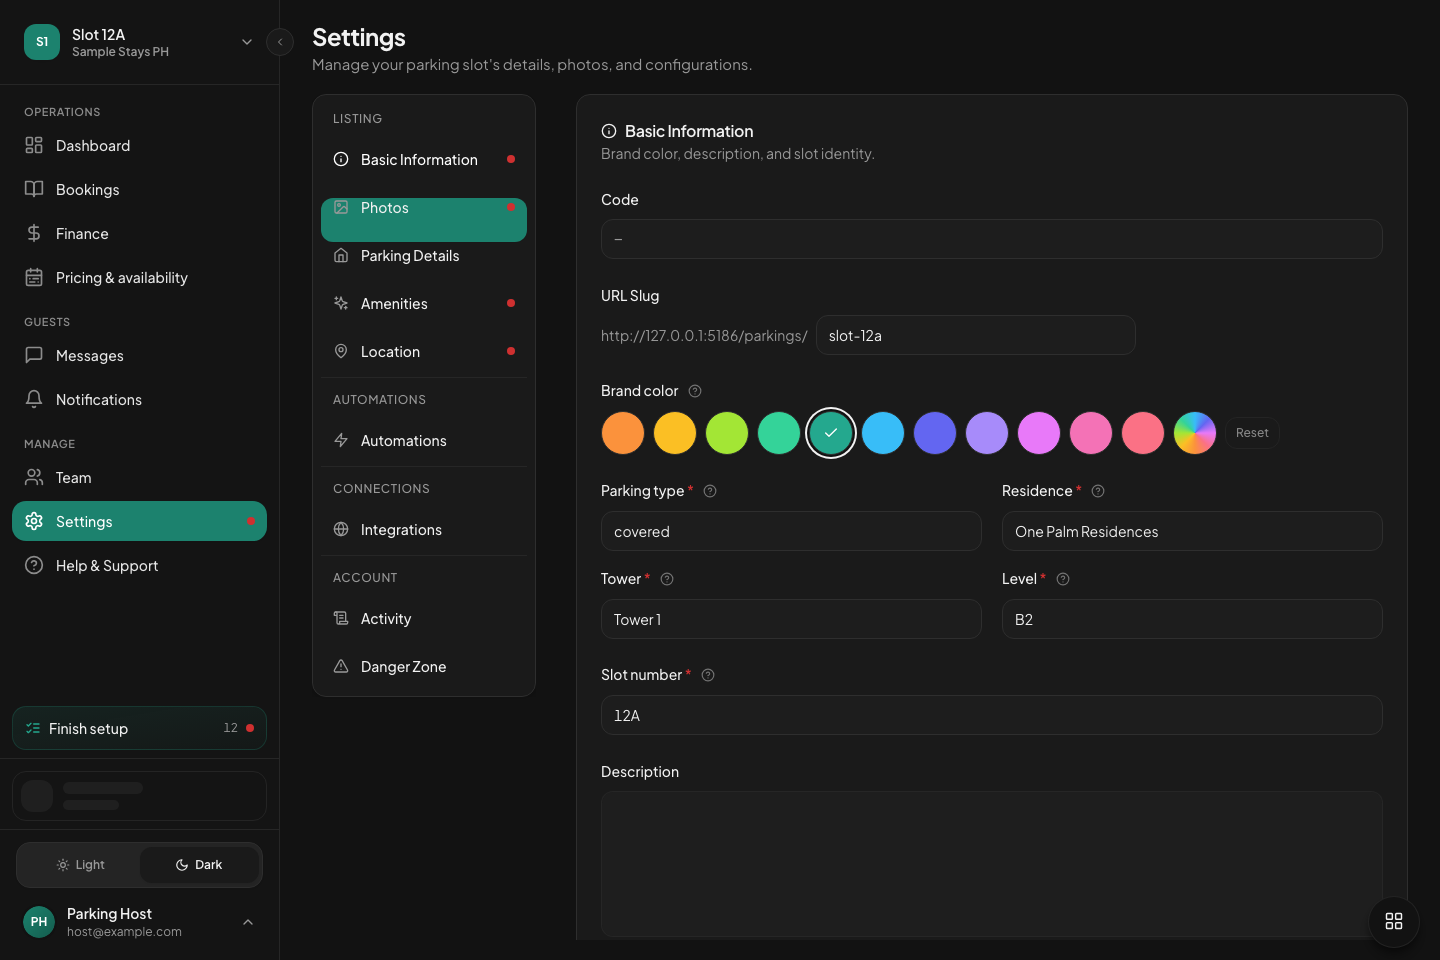 S1
Slot 12A
Sample Stays PH
OPERATIONS
Dashboard
Bookings
Finance
Pricing & availability
GUESTS
Messages
Notifications
MANAGE
Team
Settings
Help & Support
Finish setup
12
Light
Dark
PH
Parking Host
host@example.com
Settings
Manage your parking slot's details, photos, and configurations.
LISTING
Basic Information
Photos
Parking Details
Amenities
Location
AUTOMATIONS
Automations
CONNECTIONS
Integrations
ACCOUNT
Activity
Danger Zone
Basic Information
Brand color, description, and slot identity.
Code
—
URL Slug
http://127.0.0.1:5186/parkings/
slot-12a
Brand color
Reset
Parking type *
Residence *
covered
One Palm Residences
Tower *
Level *
Tower 1
B2
Slot number *
12A
Description